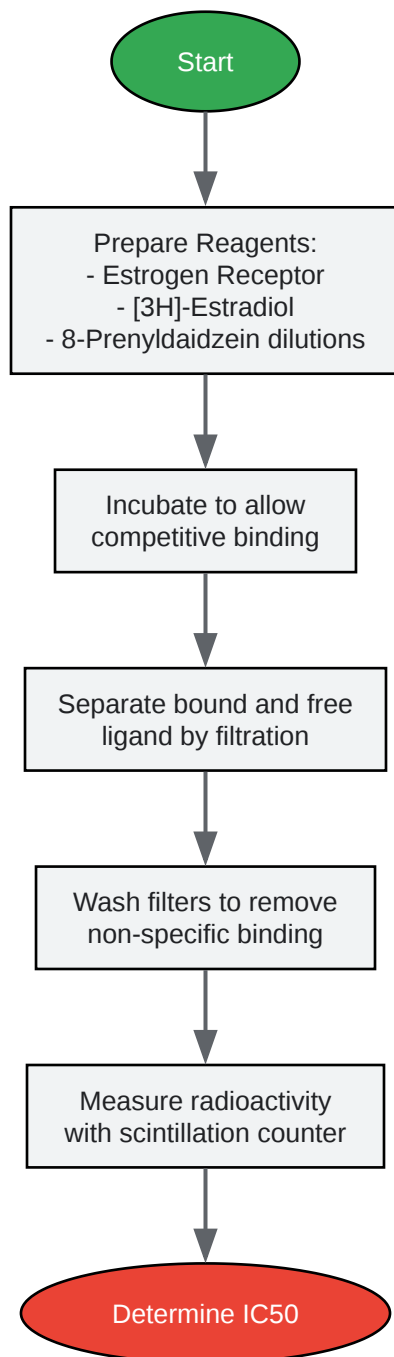 Start
Prepare Reagents:
- Estrogen Receptor
- [3H]-Estradiol
- 8-Prenyldaidzein dilutions
Incubate to allow
competitive binding
Separate bound and free
ligand by filtration
Wash filters to remove
non-specific binding
Measure radioactivity
with scintillation counter
Determine IC50